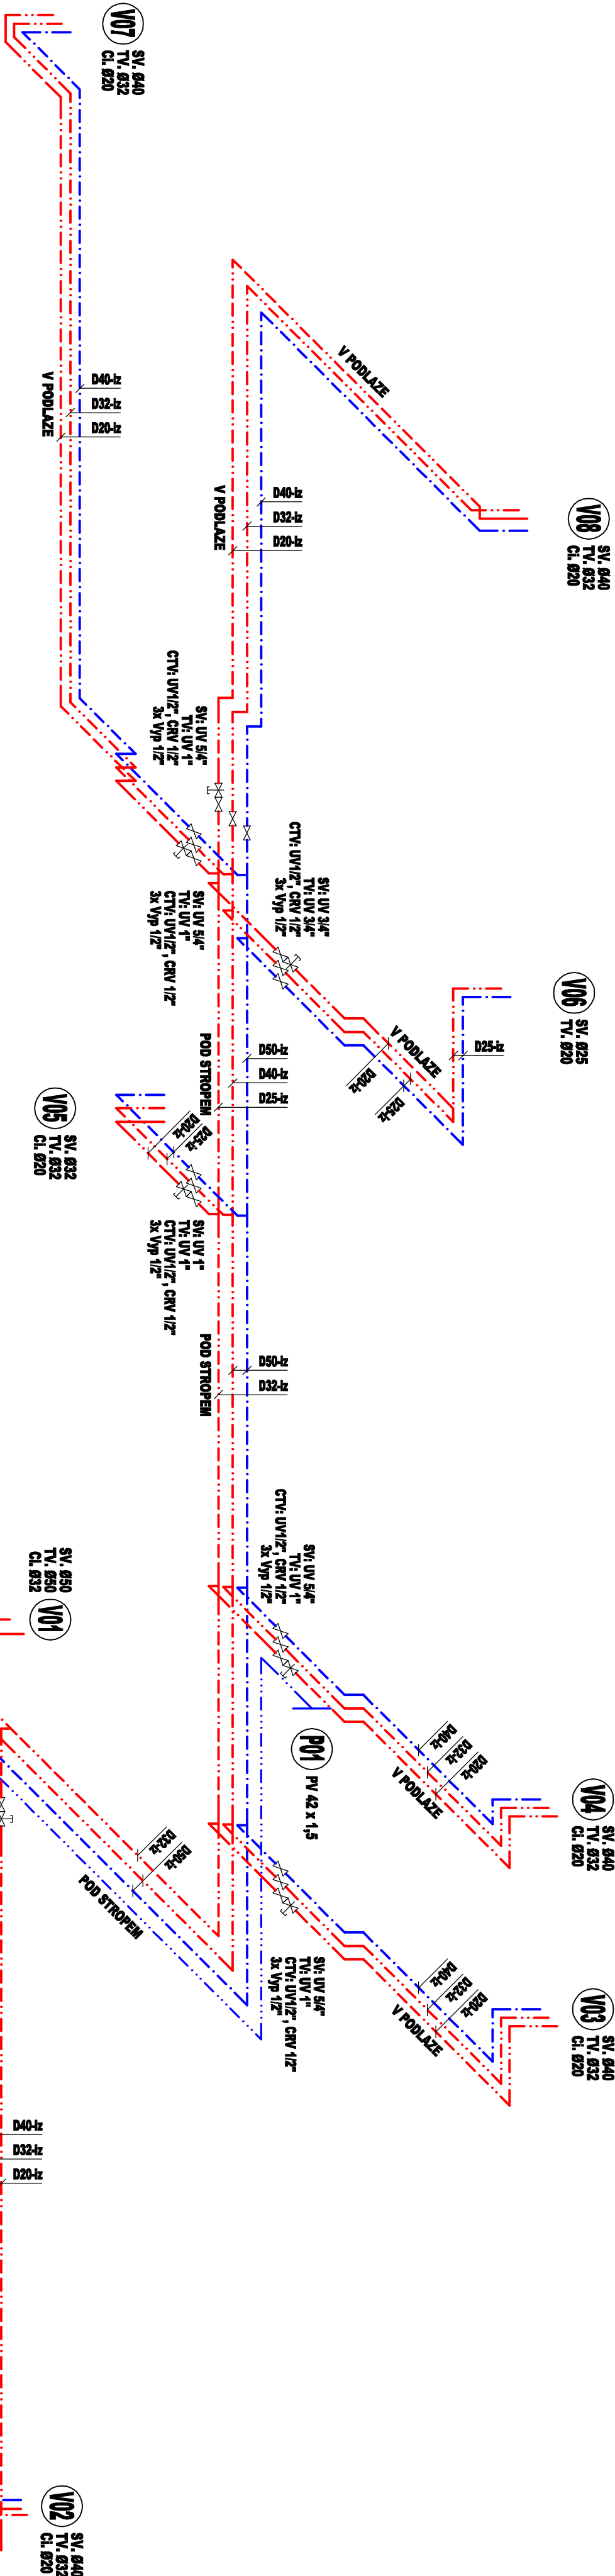 V07
SV. Ø40
TV. Ø32
Ci. Ø20
V PODLAZE
D40-iz
D32-iz
D20-iz
V PODLAZE
V08
SV. Ø40
TV. Ø32
Ci. Ø20
V PODLAZE
D40-iz
D32-iz
D20-iz
SV: UV 5/4"
TV: UV 1"
CTV: UV1/2", CRV 1/2"
3x Vyp 1/2"
SV: UV 3/4"
TV: UV 3/4"
CTV: UV1/2", CRV 1/2"
3x Vyp 1/2"
SV: UV 5/4"
TV: UV 1"
CTV: UV1/2", CRV 1/2"
3x Vyp 1/2"
V06
SV. Ø25
TV. Ø20
D25-iz
V PODLAZE
D20-iz
D25-iz
POD STROPEM
D50-iz
D40-iz
D25-iz
V05
SV. Ø32
TV. Ø32
Ci. Ø20
D20-iz
D25-iz
SV: UV 1"
TV: UV 1"
CTV: UV1/2", CRV 1/2"
3x Vyp 1/2"
POD STROPEM
D50-iz
D32-iz
SV: UV 5/4"
TV: UV 1"
CTV: UV1/2", CRV 1/2"
3x Vyp 1/2"
SV. Ø50
TV. Ø50
Ci. Ø32
V01
P01
PV 42 x 1,5
D40-iz
D32-iz
D20-iz
V PODLAZE
V04
SV. Ø40
TV. Ø32
Ci. Ø20
D32-iz
D50-iz
POD STROPEM
SV: UV 5/4"
TV: UV 1"
CTV: UV1/2", CRV 1/2"
3x Vyp 1/2"
D40-iz
D32-iz
D20-iz
V PODLAZE
V03
SV. Ø40
TV. Ø32
Ci. Ø20
D40-iz
D32-iz
D20-iz
V02
SV. Ø40
TV. Ø32
Ci. Ø20